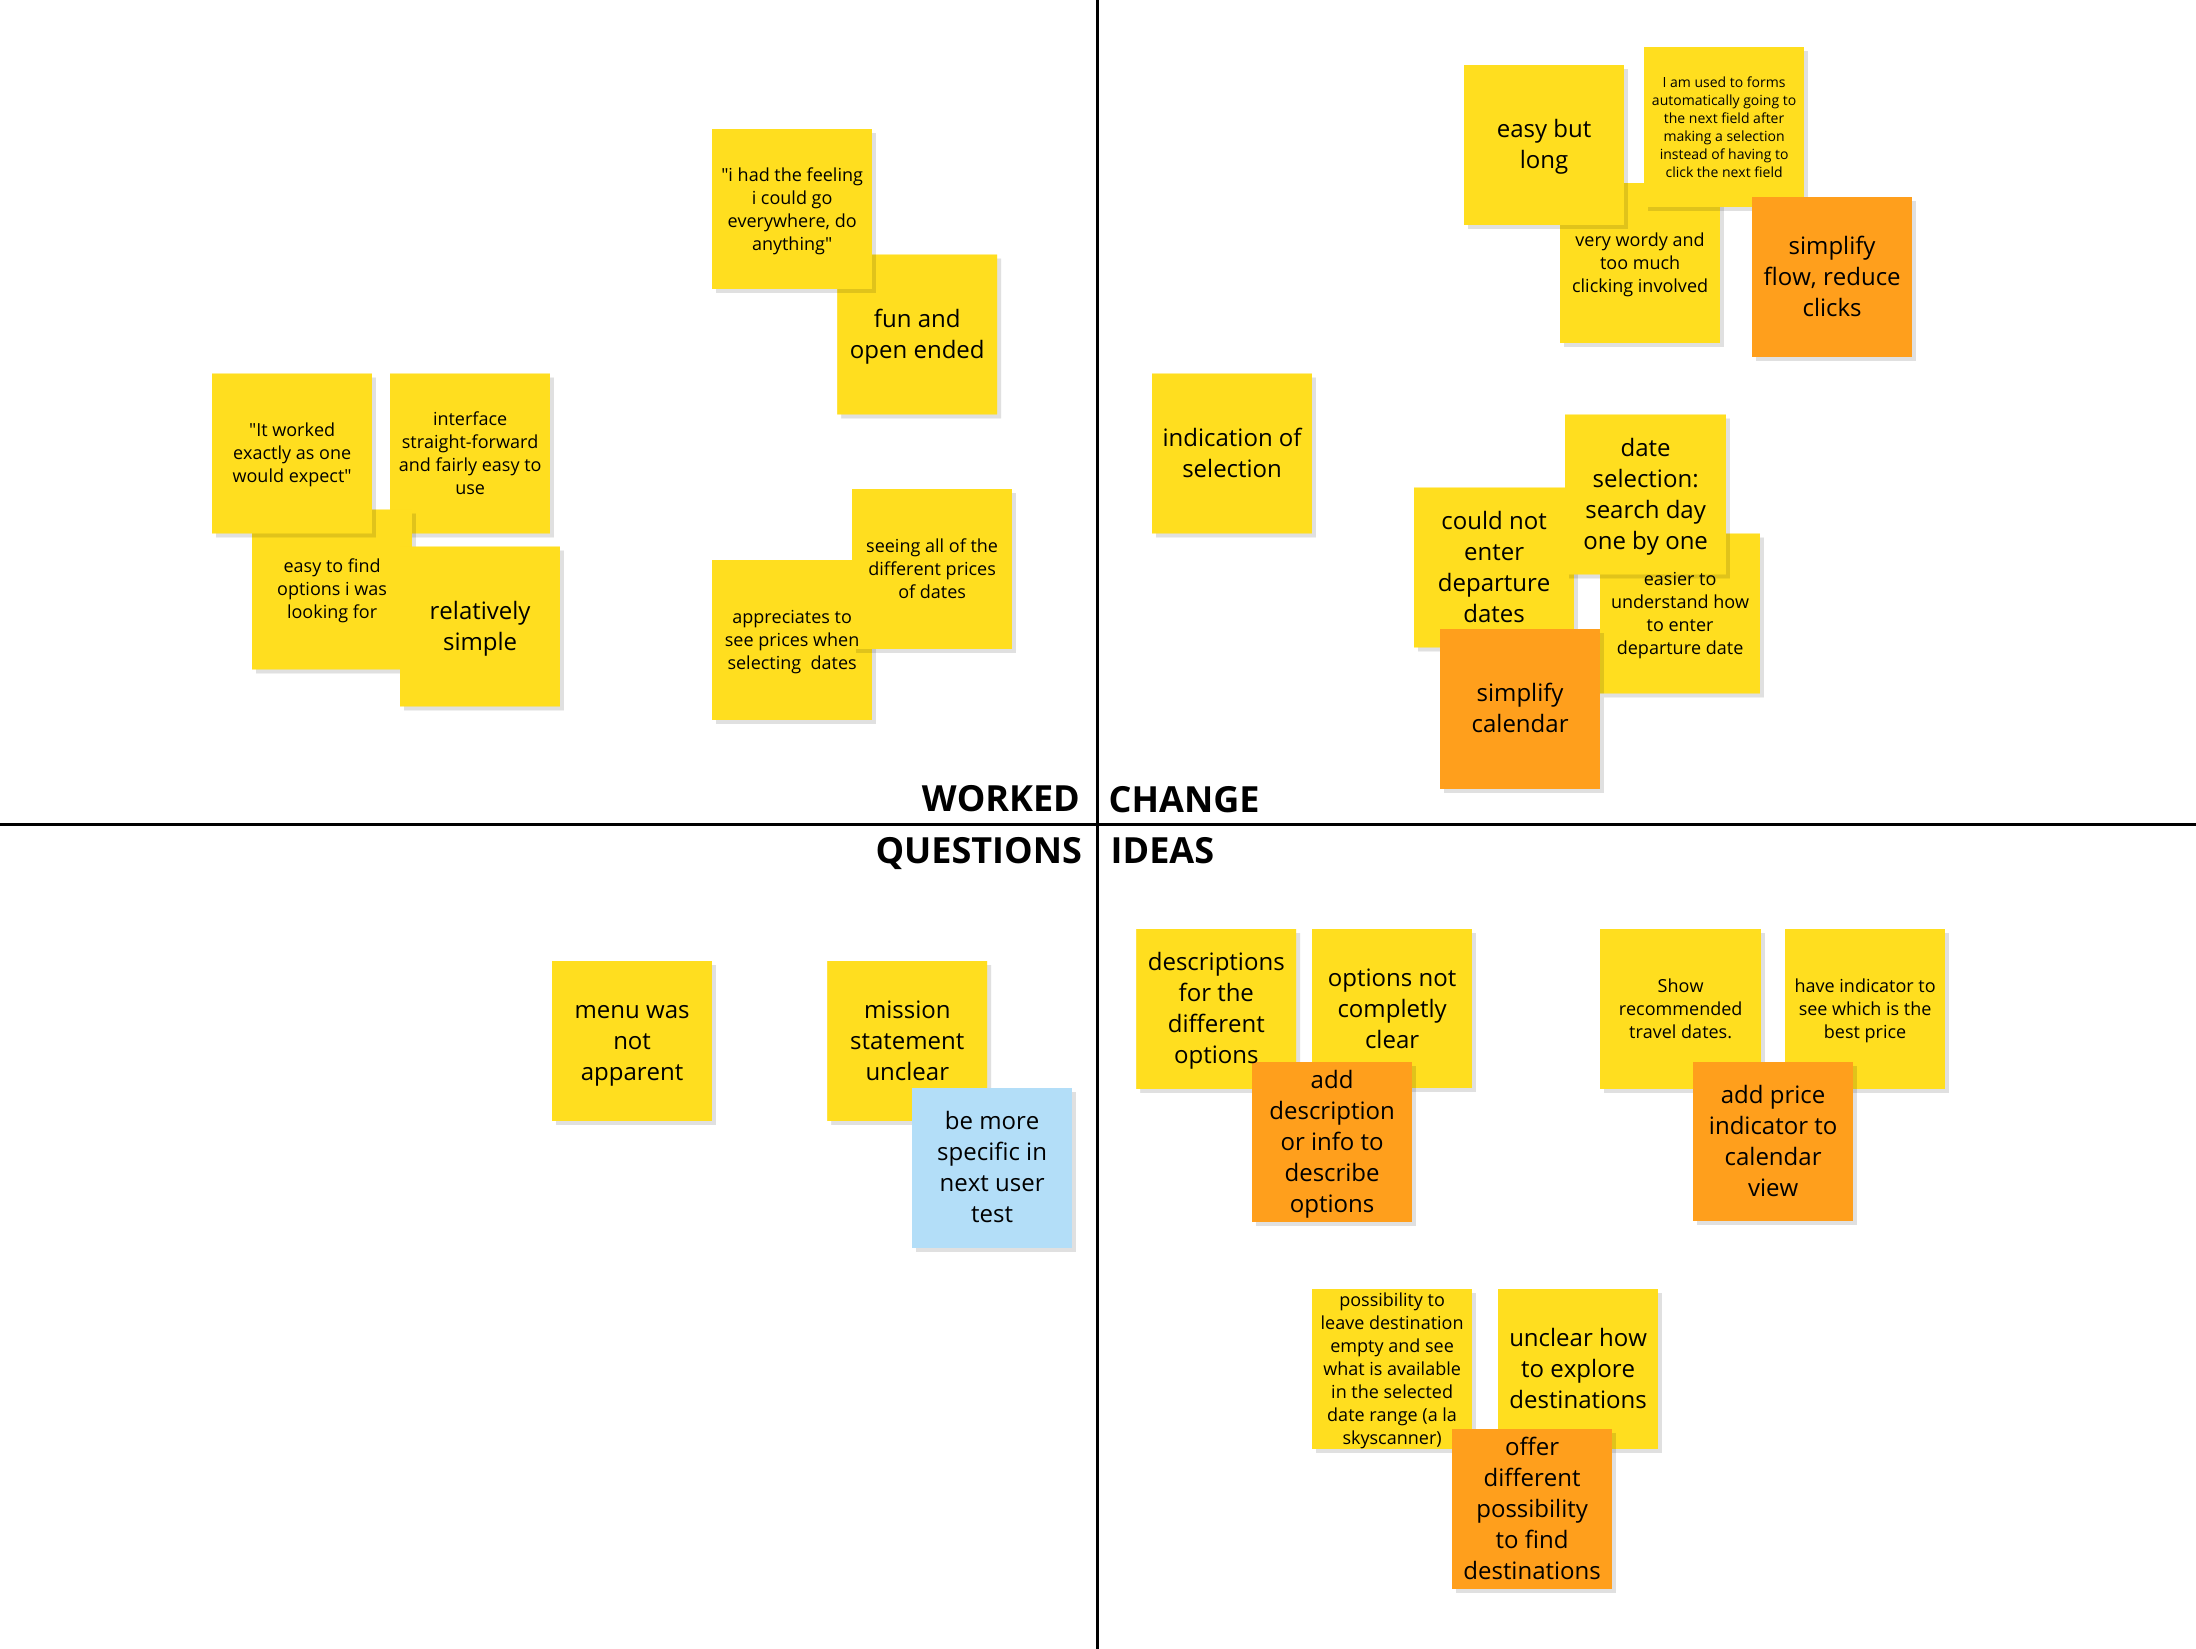 "i had the feeling
i could go
everywhere, do
anything"
fun and
open ended
"It worked
exactly as one
would expect"
interface
straight-forward
and fairly easy to
use
easy to find
options i was
looking for
relatively
simple
seeing all of the
different prices
of dates
appreciates to
see prices when
selecting dates
WORKED
easy but
long
I am used to forms
automatically going to
the next field after
making a selection
instead of having to
click the next field
very wordy and
too much
clicking involved
simplify
flow, reduce
clicks
indication of
selection
date
selection:
search day
one by one
could not
enter
departure
dates
easier to
understand how
to enter
departure date
simplify
calendar
CHANGE
QUESTIONS
menu was
not
apparent
mission
statement
unclear
be more
specific in
next user
test
IDEAS
descriptions
for the
different
options
options not
completly
clear
add
description
or info to
describe
options
Show
recommended
travel dates.
have indicator to
see which is the
best price
add price
indicator to
calendar
view
possibility to
leave destination
empty and see
what is available
in the selected
date range (a la
skyscanner)
unclear how
to explore
destinations
offer
different
possibility
to find
destinations